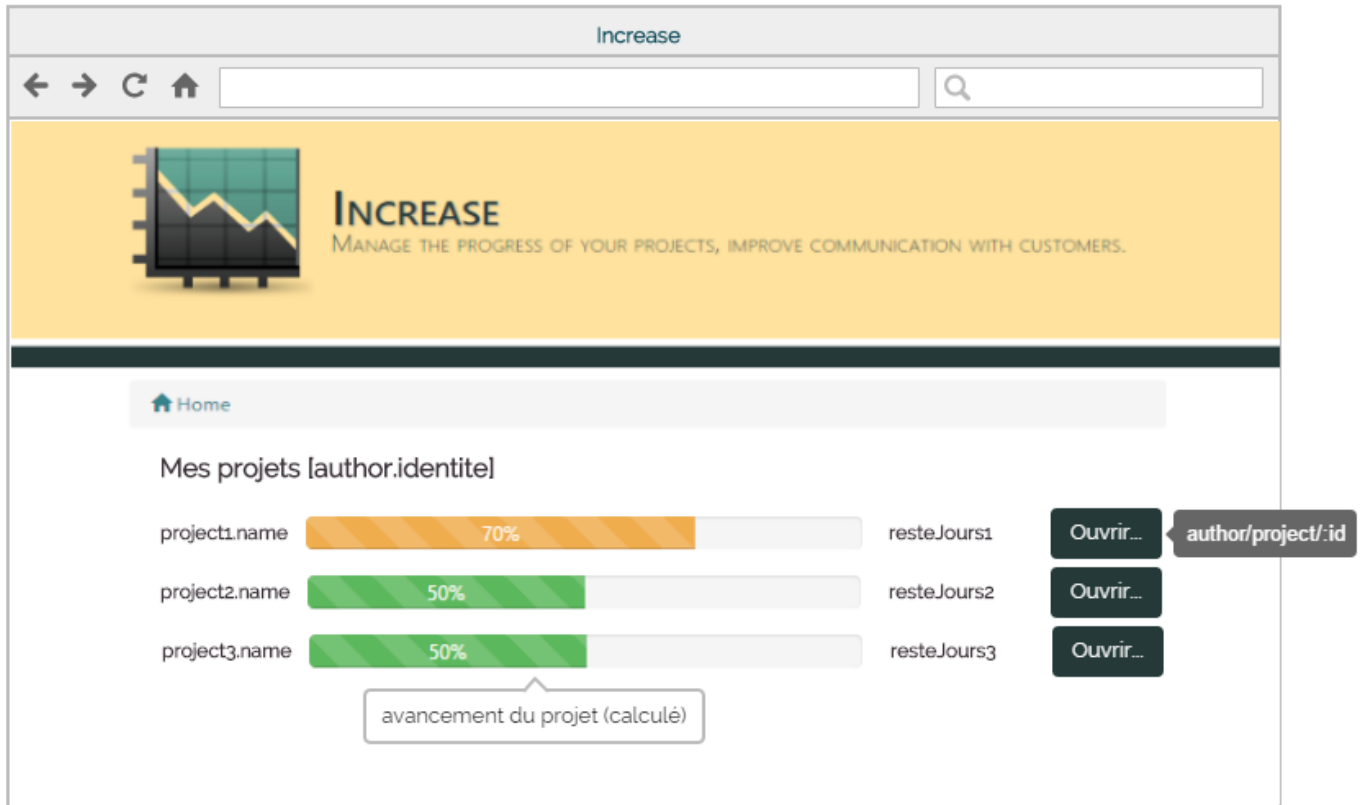 Increase
INCREASE
MANAGE THE PROGRESS OF YOUR PROJECTS, IMPROVE COMMUNICATION WITH CUSTOMERS.
Home
Mes projets [author.identite]
project1.name 70% resteJours1 Ouvrir... author/project/:id
project2.name 50% resteJours2 Ouvrir...
project3.name 50% resteJours3 Ouvrir...
avancement du projet (calculé)